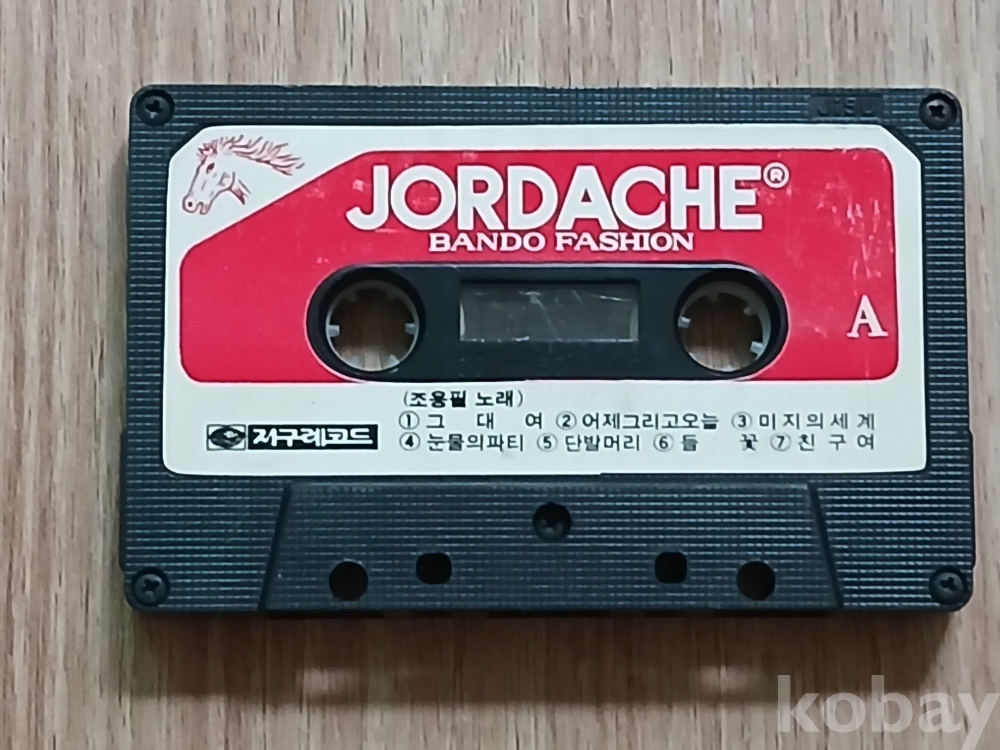 JISU
JORDACHE®
BANDO FASHION
A
(조용필 노래)
① 그 대 여 ② 어제그리고오늘 ③ 미지의세계
지구레코드 ④ 눈물의파티 ⑤ 단발머리 ⑥ 들 꽃 ⑦ 친 구 여
kobay